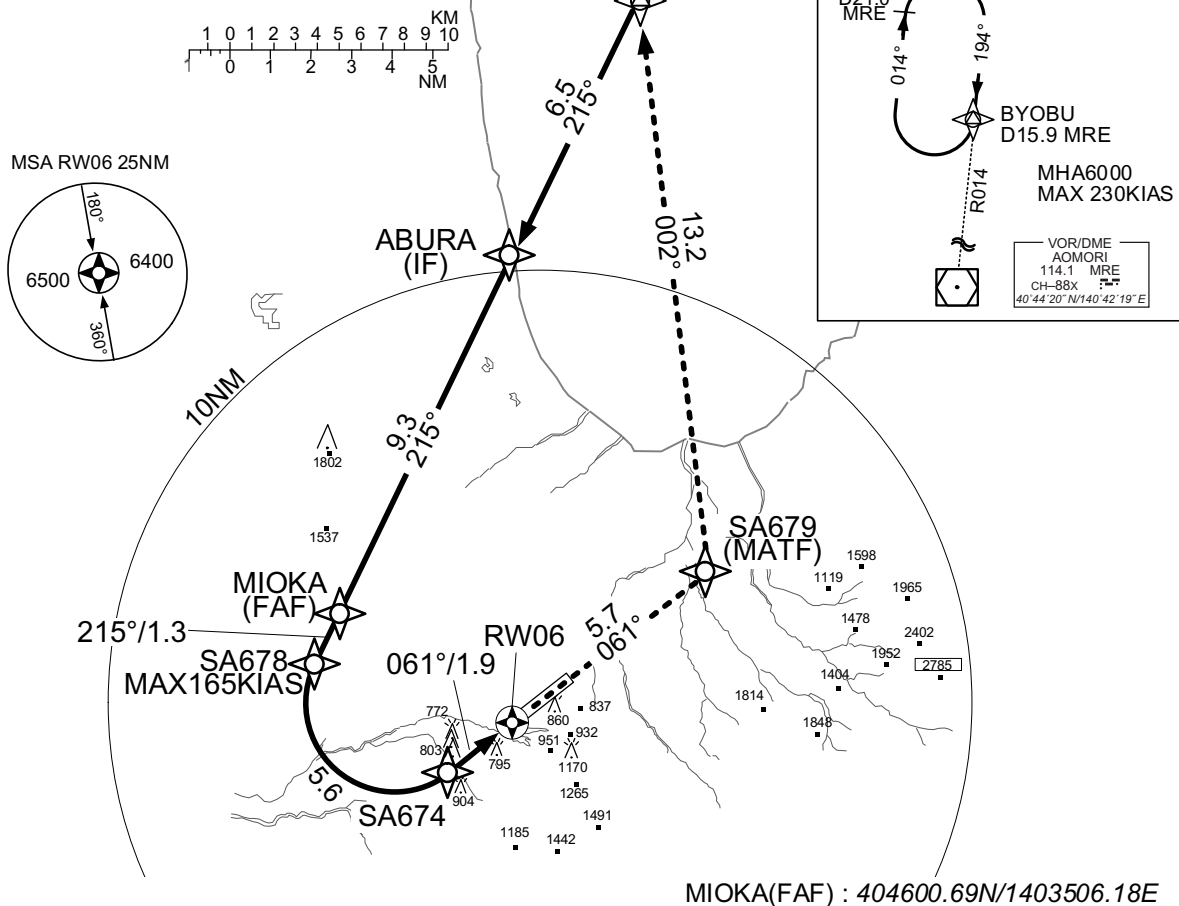 KM
1 0 1 2 3 4 5 6 7 8 9 10
0 1 2 3 4 5
NM
MRE
014°
194°
BYOBU
D15.9 MRE
MHA6000
MAX 230KIAS
R014
VOR/DME
AOMORI
114.1 MRE
CH–88X
40°44'20"N/140°42'19"E
MSA RW06 25NM
180°
6500
6400
360°
6.5
215°
ABURA
(IF)
13.2
002°
10NM
9.3
215°
1802
1537
MIOKA
(FAF)
215°/1.3
SA678
MAX165KIAS
SA679
(MATF)
5.7
061°
RW06
061°/1.9
5.6
SA674
772
803
795
904
860
837
951
932
1170
1265
1491
1185
1442
1598
1119
1965
1478
2402
1952
2785
1404
1814
1848
MIOKA(FAF) : 404600.69N/1403506.18E